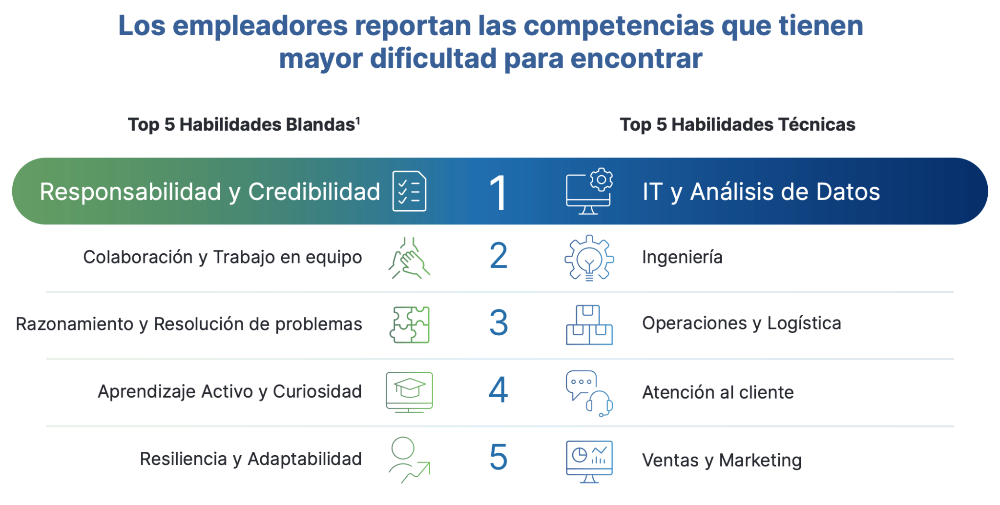 Los empleadores reportan las competencias que tienen
mayor dificultad para encontrar
Top 5 Habilidades Blandas¹
Top 5 Habilidades Técnicas
Responsabilidad y Credibilidad 1 IT y Análisis de Datos
Colaboración y Trabajo en equipo 2 Ingeniería
Razonamiento y Resolución de problemas 3 Operaciones y Logística
Aprendizaje Activo y Curiosidad 4 Atención al cliente
Resiliencia y Adaptabilidad 5 Ventas y Marketing